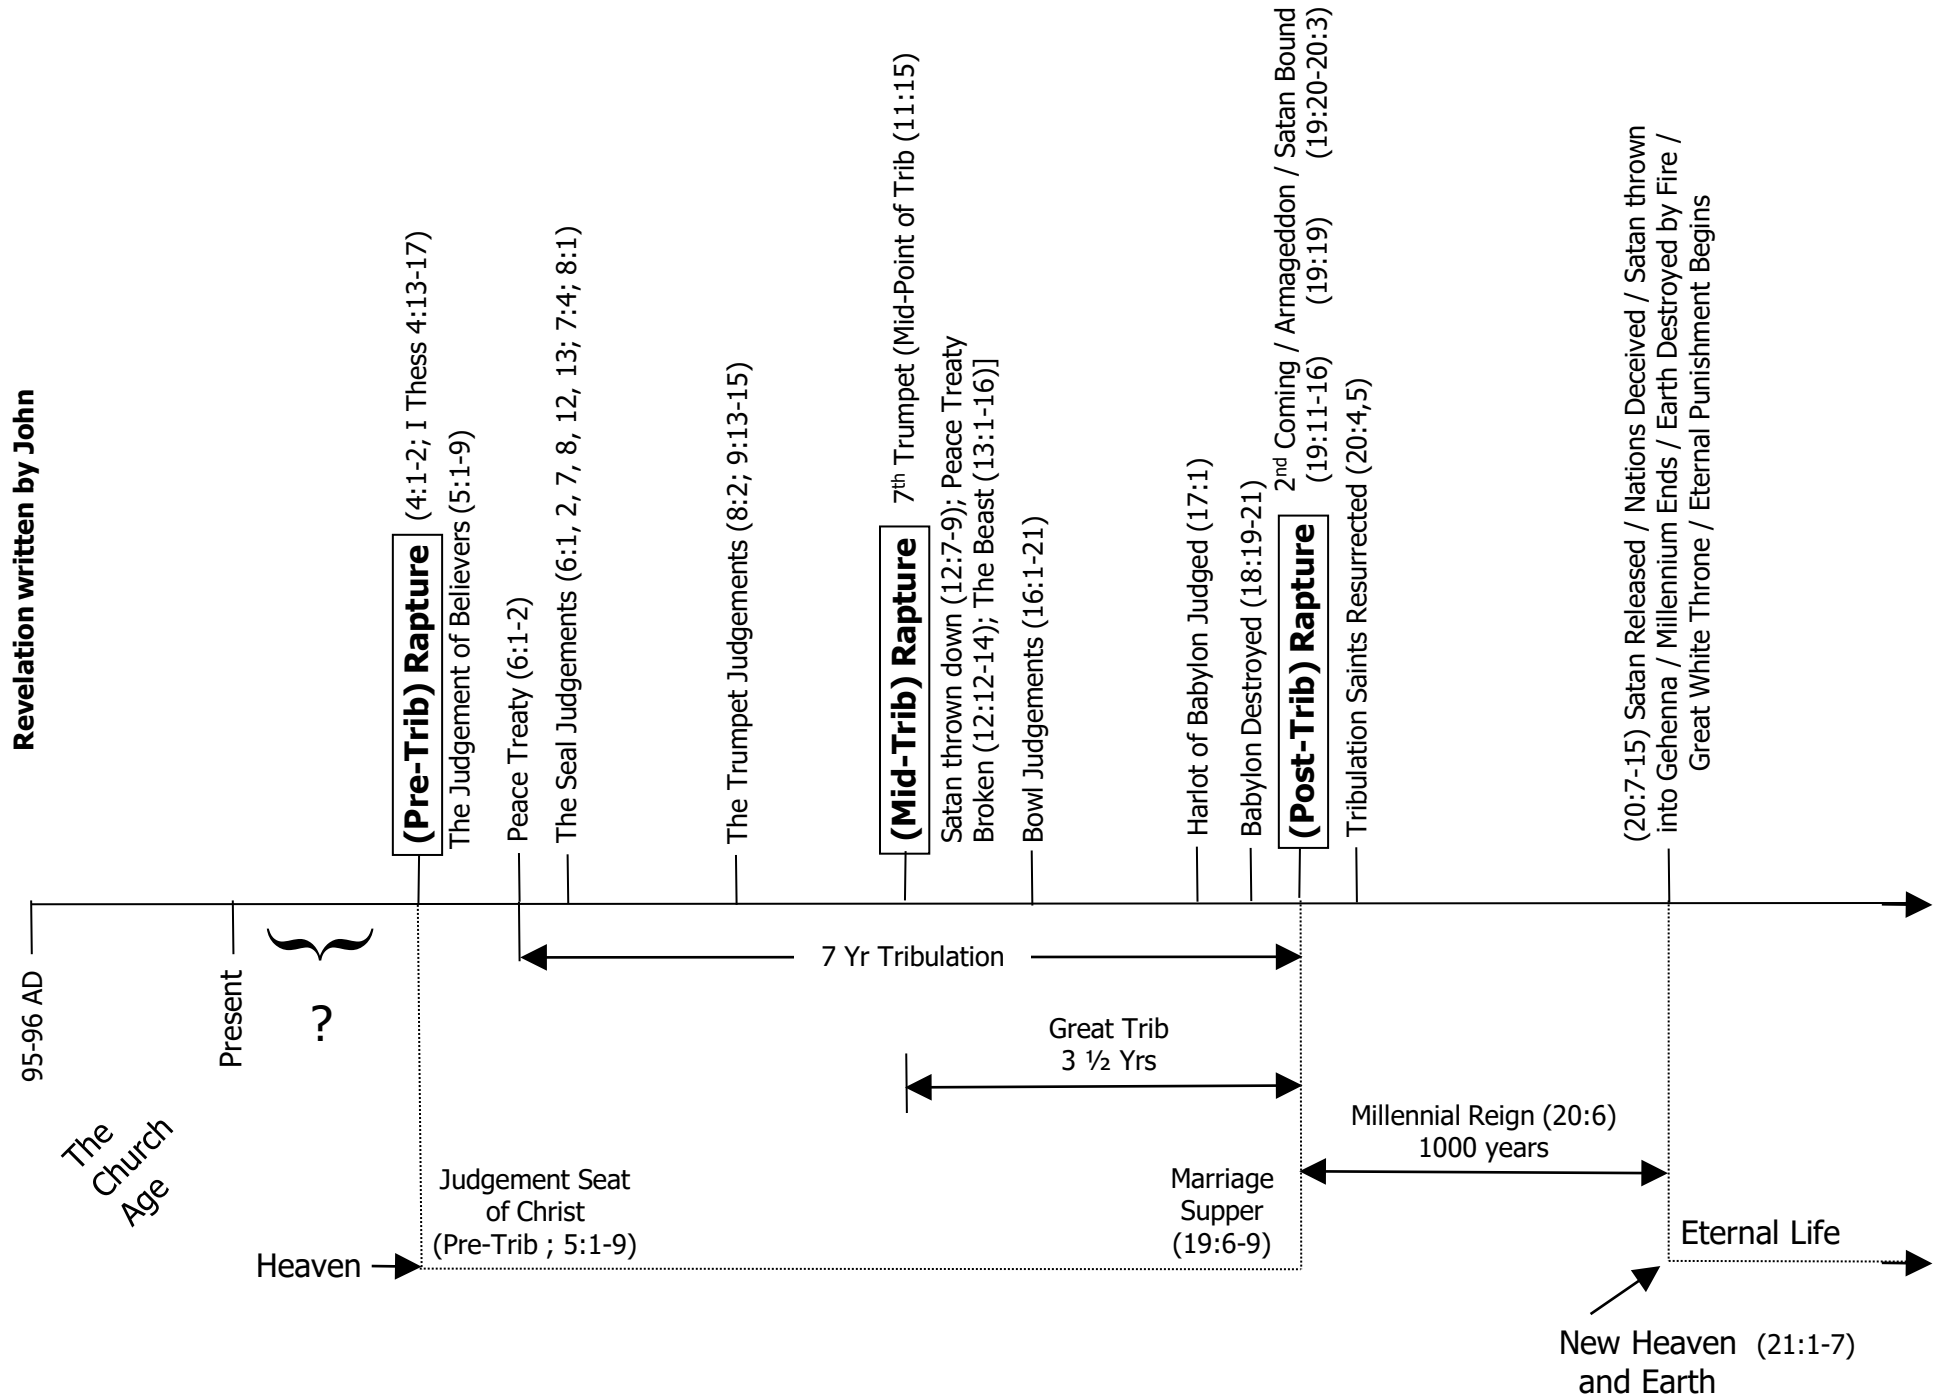 Revelation written by John
(Pre-Trib) Rapture (4:1-2; I Thess 4:13-17)
The Judgement of Believers (5:1-9)
Peace Treaty (6:1-2)
The Seal Judgements (6:1, 2, 7, 8, 12, 13; 7:4; 8:1)
The Trumpet Judgements (8:2; 9:13-15)
(Mid-Trib) Rapture 7th Trumpet (Mid-Point of Trib (11:15)
Satan thrown down (12:7-9); Peace Treaty
Broken (12:12-14); The Beast (13:1-16)]
Bowl Judgements (16:1-21)
Harlot of Babylon Judged (17:1)
Babylon Destroyed (18:19-21)
(Post-Trib) Rapture 2nd Coming / Armageddon / Satan Bound
(19:11-16) (19:19) (19:20-20:3)
Tribulation Saints Resurrected (20:4,5)
(20:7-15) Satan Released / Nations Deceived / Satan thrown
into Gehenna / Millennium Ends / Earth Destroyed by Fire /
Great White Throne / Eternal Punishment Begins
95-96 AD
Present
?
7 Yr Tribulation
Great Trib
3 ½ Yrs
The
Church
Age
Millennial Reign (20:6)
1000 years
Judgement Seat
of Christ
(Pre-Trib ; 5:1-9)
Marriage
Supper
(19:6-9)
Heaven
Eternal Life
New Heaven (21:1-7)
and Earth